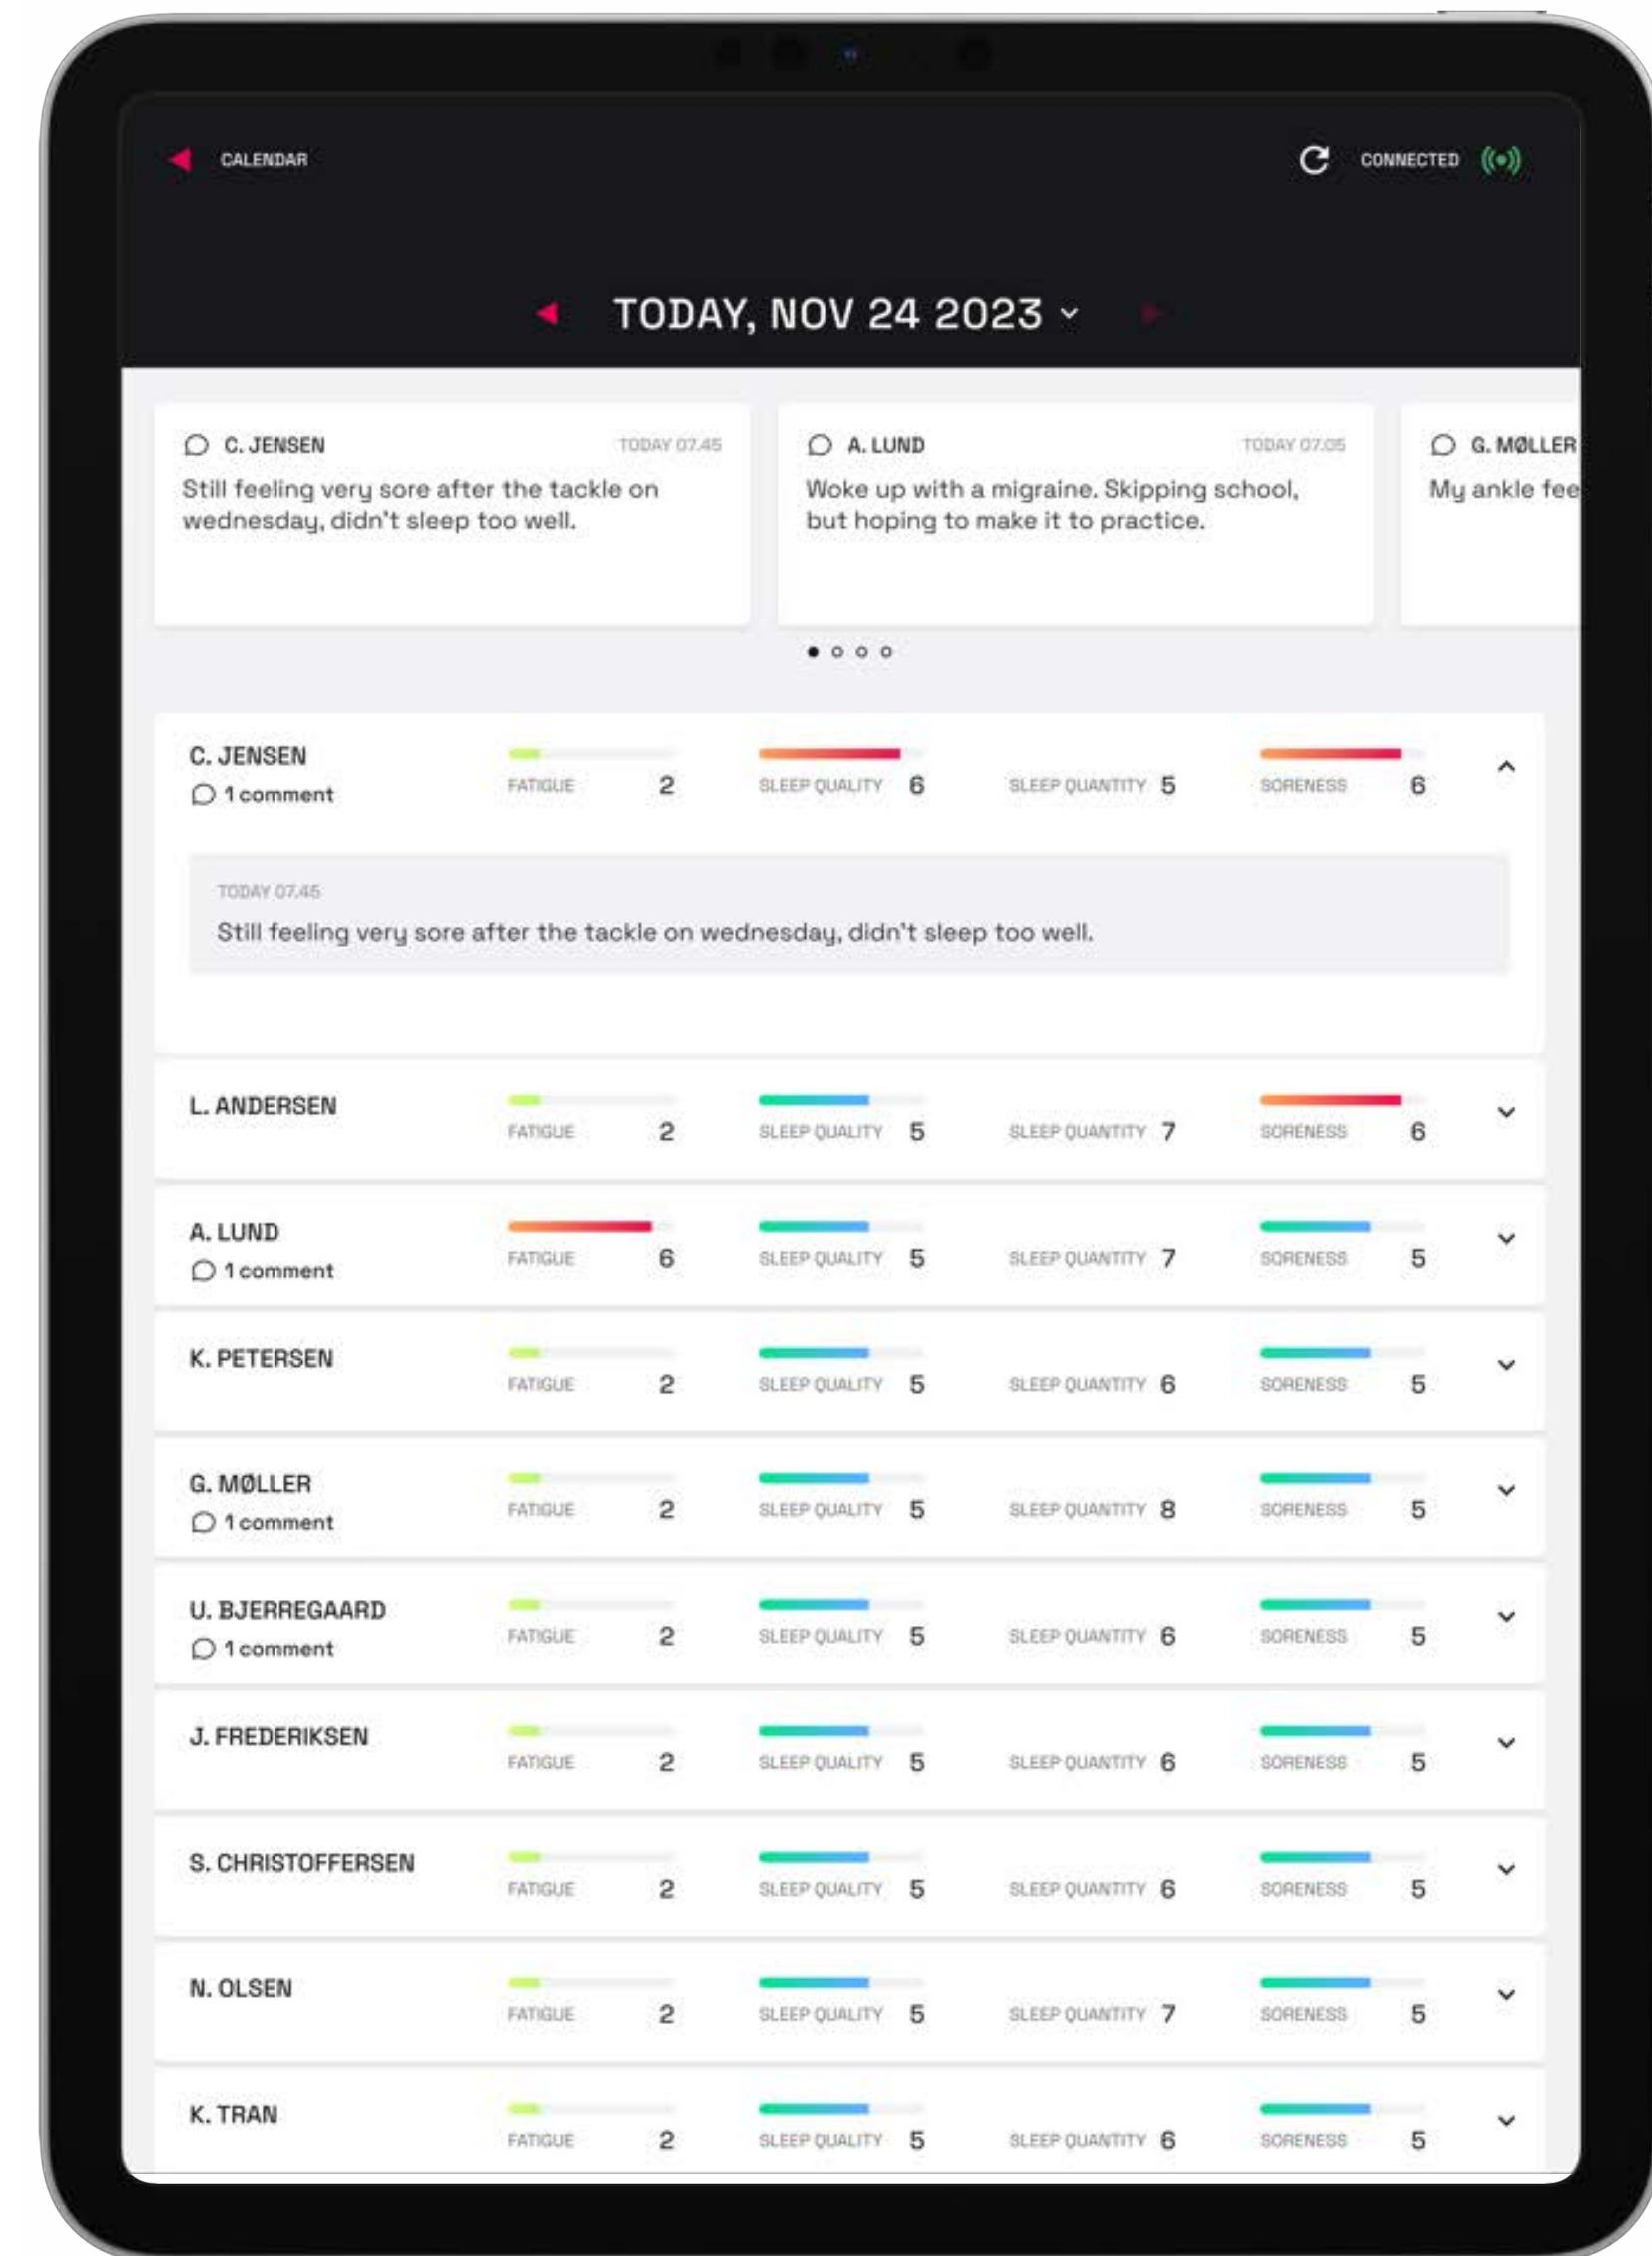 CALENDAR
CONNECTED
TODAY, NOV 24 2023
C. JENSEN TODAY 07.45
Still feeling very sore after the tackle on
wednesday, didn't sleep too well.
A. LUND TODAY 07.05
Woke up with a migraine. Skipping school,
but hoping to make it to practice.
G. MØLLER
My ankle fee
C. JENSEN
1 comment
FATIGUE 2 SLEEP QUALITY 6 SLEEP QUANTITY 5 SORENESS 6
TODAY 07.45
Still feeling very sore after the tackle on wednesday, didn't sleep too well.
L. ANDERSEN
FATIGUE 2 SLEEP QUALITY 5 SLEEP QUANTITY 7 SORENESS 6
A. LUND
1 comment
FATIGUE 6 SLEEP QUALITY 5 SLEEP QUANTITY 7 SORENESS 5
K. PETERSEN
FATIGUE 2 SLEEP QUALITY 5 SLEEP QUANTITY 6 SORENESS 5
G. MØLLER
1 comment
FATIGUE 2 SLEEP QUALITY 5 SLEEP QUANTITY 8 SORENESS 5
U. BJERREGAARD
1 comment
FATIGUE 2 SLEEP QUALITY 5 SLEEP QUANTITY 6 SORENESS 5
J. FREDERIKSEN
FATIGUE 2 SLEEP QUALITY 5 SLEEP QUANTITY 6 SORENESS 5
S. CHRISTOFFERSEN
FATIGUE 2 SLEEP QUALITY 5 SLEEP QUANTITY 6 SORENESS 5
N. OLSEN
FATIGUE 2 SLEEP QUALITY 5 SLEEP QUANTITY 7 SORENESS 5
K. TRAN
FATIGUE 2 SLEEP QUALITY 5 SLEEP QUANTITY 6 SORENESS 5